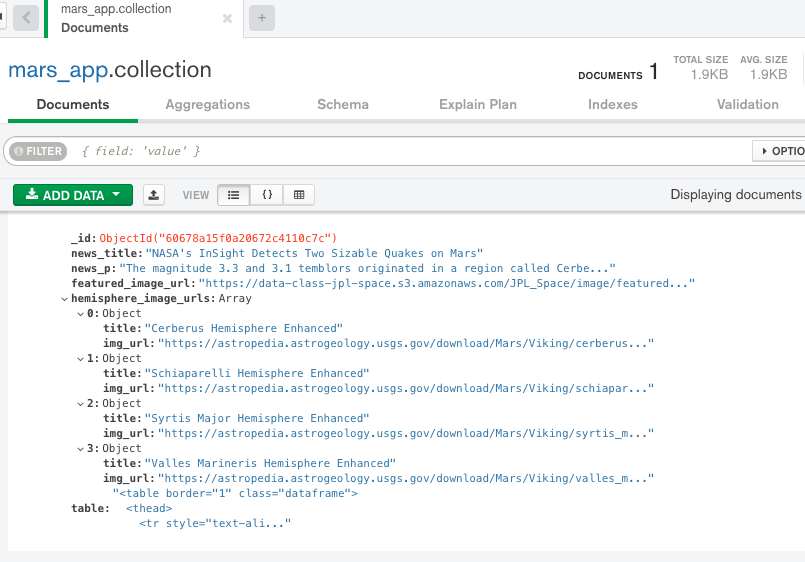 mars_app.collection
Documents
mars_app.collection
DOCUMENTS 1 TOTAL SIZE 1.9KB AVG. SIZE 1.9KB
Documents Aggregations Schema Explain Plan Indexes Validation
FILTER { field: 'value' } OPTIO
ADD DATA VIEW { } Displaying documents
_id: ObjectId("60678a15f0a20672c4110c7c")
news_title: "NASA's InSight Detects Two Sizable Quakes on Mars"
news_p: "The magnitude 3.3 and 3.1 temblors originated in a region called Cerbe..."
featured_image_url: "https://data-class-jpl-space.s3.amazonaws.com/JPL_Space/image/featured..."
hemisphere_image_urls: Array
0: Object
title: "Cerberus Hemisphere Enhanced"
img_url: "https://astropedia.astrogeology.usgs.gov/download/Mars/Viking/cerberus..."
1: Object
title: "Schiaparelli Hemisphere Enhanced"
img_url: "https://astropedia.astrogeology.usgs.gov/download/Mars/Viking/schiapar..."
2: Object
title: "Syrtis Major Hemisphere Enhanced"
img_url: "https://astropedia.astrogeology.usgs.gov/download/Mars/Viking/syrtis_m..."
3: Object
title: "Valles Marineris Hemisphere Enhanced"
img_url: "https://astropedia.astrogeology.usgs.gov/download/Mars/Viking/valles_m..."
"<table border="1" class="dataframe">
table: <thead>
<tr style="text-ali..."